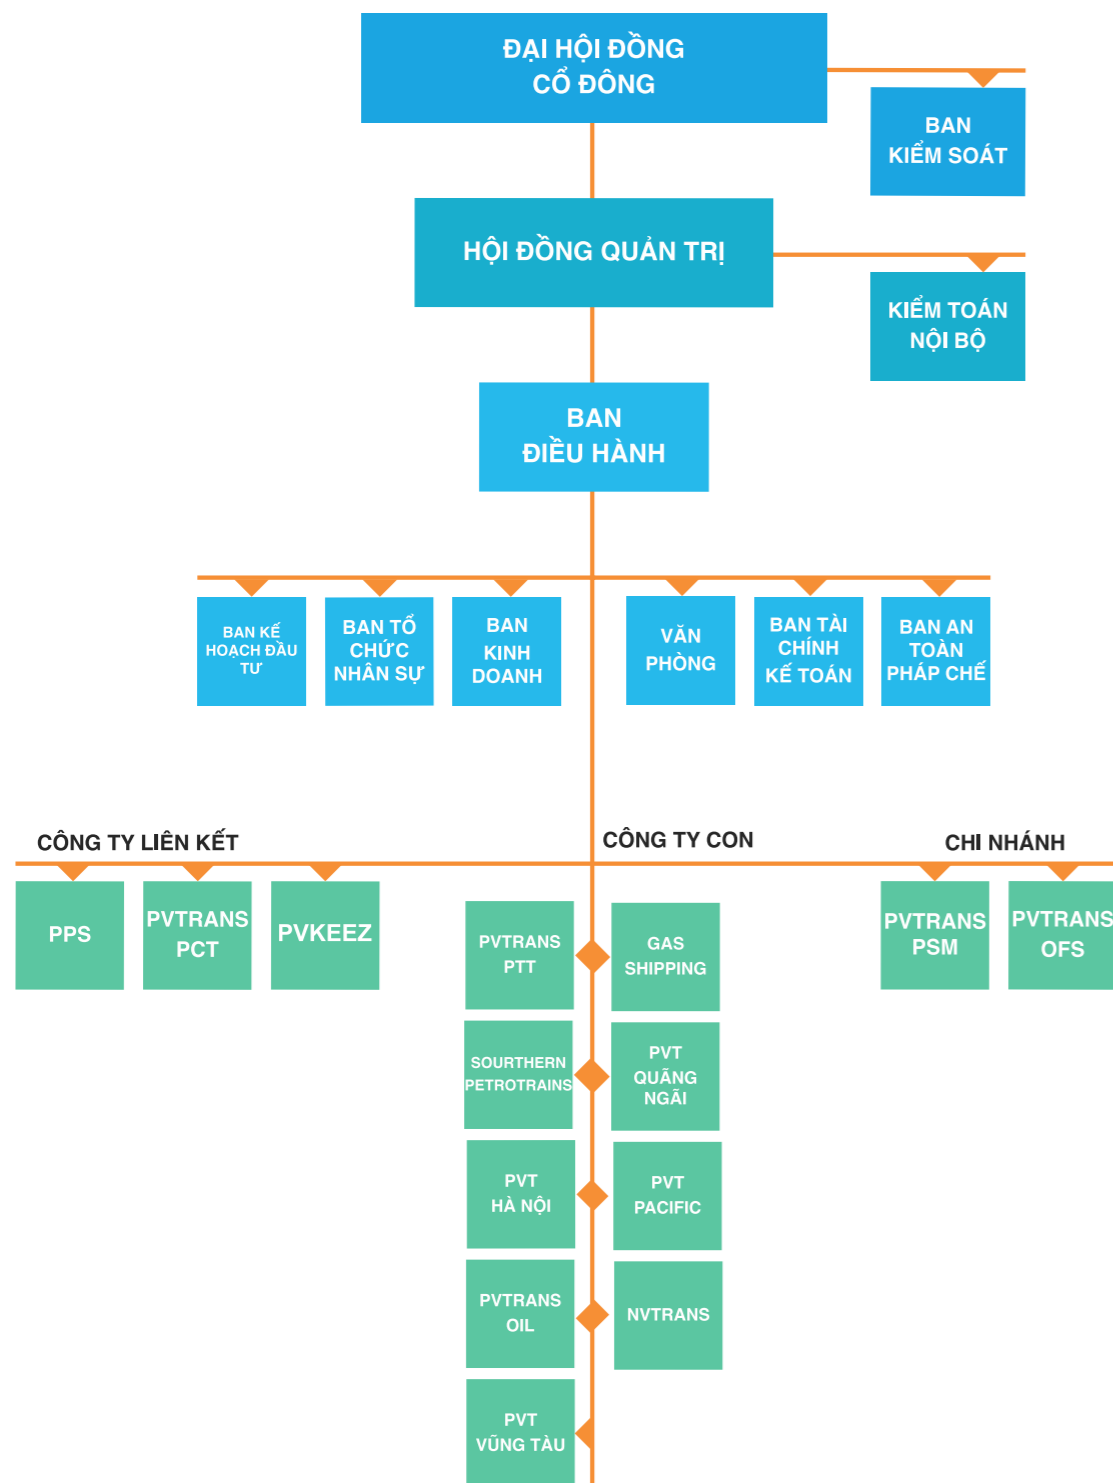 ĐẠI HỘI ĐỒNG
CỔ ĐÔNG
BAN
KIỂM SOÁT
HỘI ĐỒNG QUẢN TRỊ
KIỂM TOÁN
NỘI BỘ
BAN
ĐIỀU HÀNH
BAN KẾ
HOẠCH ĐẦU
TƯ
BAN TỔ
CHỨC
NHÂN SỰ
BAN
KINH
DOANH
VĂN
PHÒNG
BAN TÀI
CHÍNH
KẾ TOÁN
BAN AN
TOÀN
PHÁP CHẾ
CÔNG TY LIÊN KẾT
CÔNG TY CON
CHI NHÁNH
PPS
PVTRANS
PCT
PVKEEZ
PVTRANS
PSM
PVTRANS
OFS
PVTRANS
PTT
GAS
SHIPPING
SOURTHERN
PETROTRAINS
PVT
QUÃNG
NGÃI
PVT
HÀ NỘI
PVT
PACIFIC
PVTRANS
OIL
NVTRANS
PVT
VŨNG TÀU